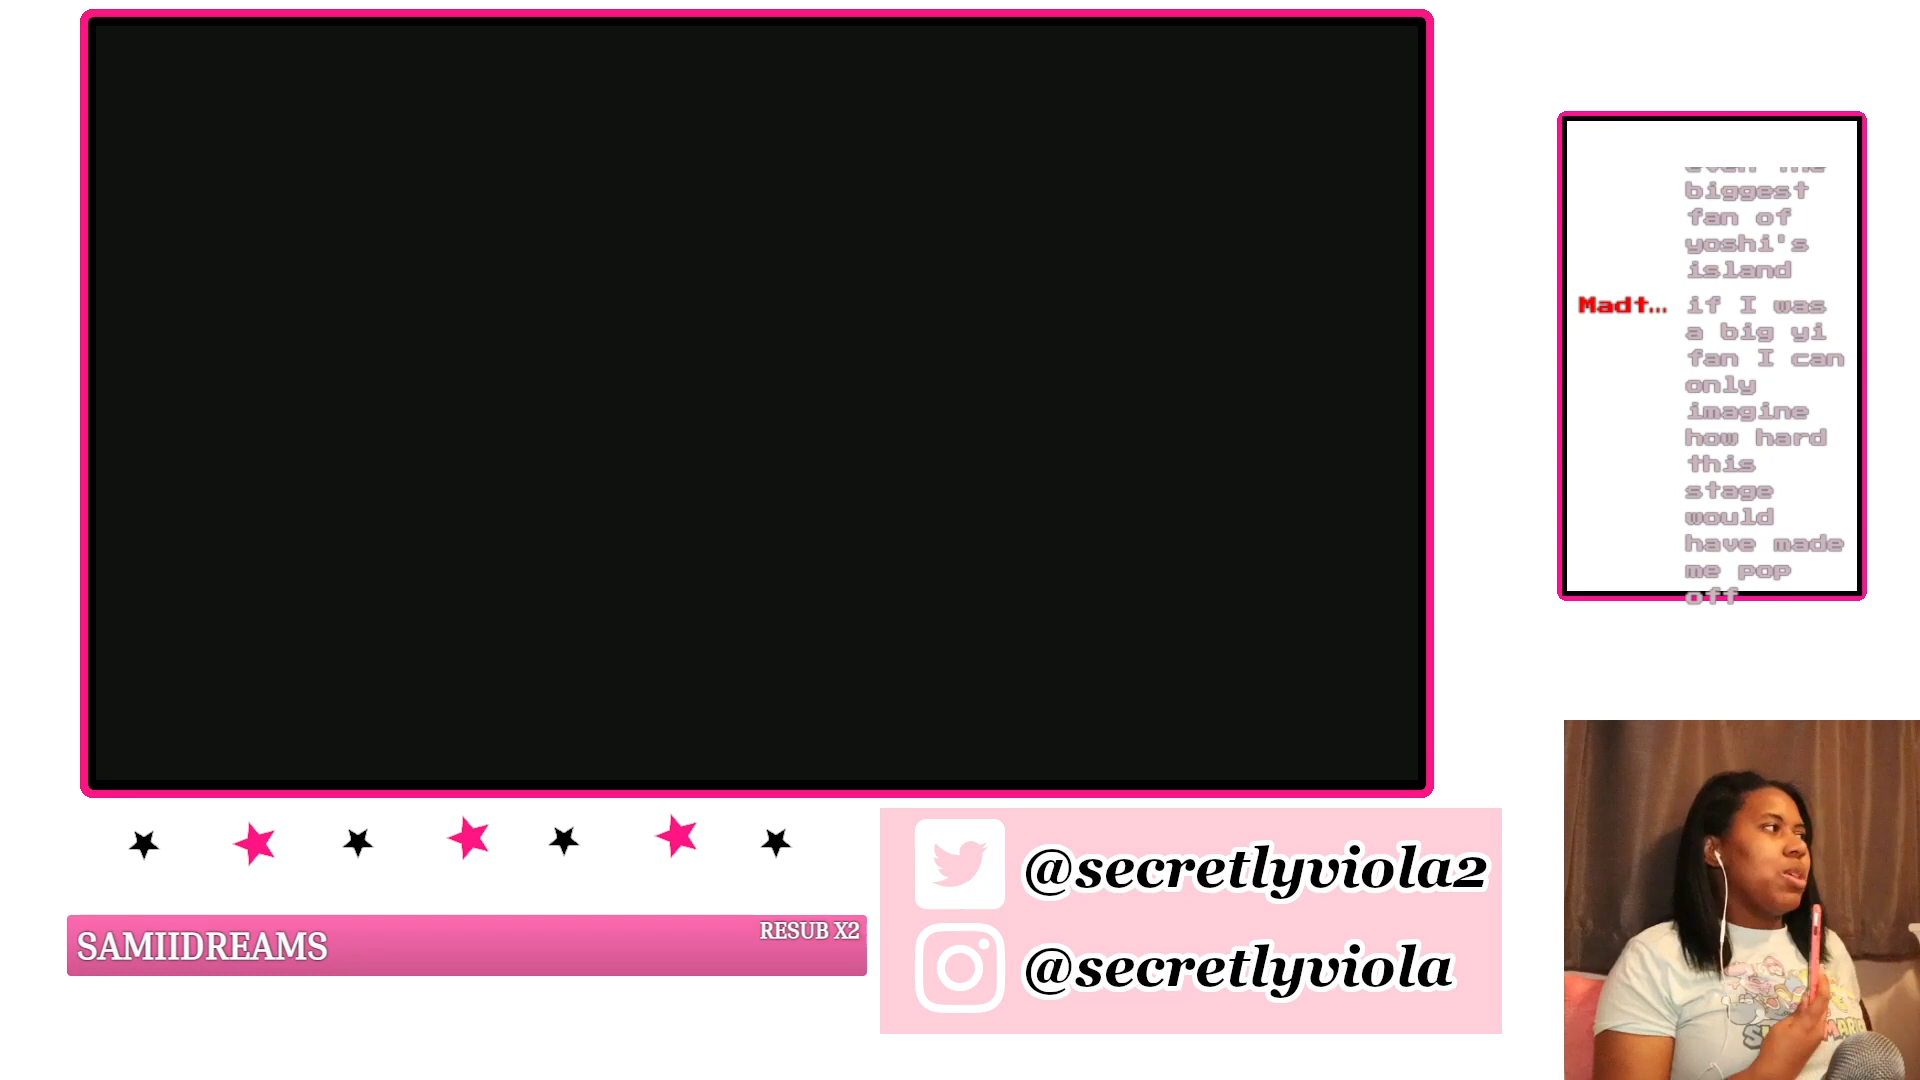 biggest
fan of
yoshi's
island
Madt... if I was
a big yi
fan I can
only
imagine
how hard
this
stage
would
have made
me pop
off
@secretlyviola2
SAMIIDREAMS
RESUB X2
@secretlyviola